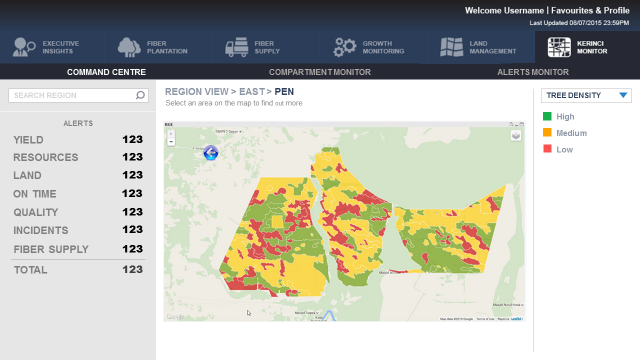 Welcome Username | Favourites & Profile
Last Updated 08/07/2015 23:59PM
EXECUTIVE INSIGHTS
FIBER PLANTATION
FIBER SUPPLY
GROWTH MONITORING
LAND MANAGEMENT
KERINCI MONITOR
COMMAND CENTRE
COMPARTMENT MONITOR
ALERTS MONITOR
SEARCH REGION
REGION VIEW > EAST > PEN
Select an area on the map to find out more
TREE DENSITY
High
Medium
Low
ALERTS
YIELD 123
RESOURCES 123
LAND 123
ON TIME 123
QUALITY 123
INCIDENTS 123
FIBER SUPPLY 123
TOTAL 123